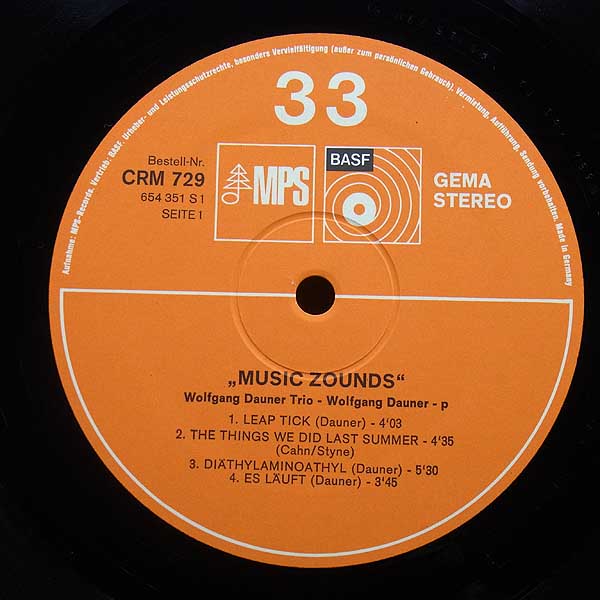 Aufnahme: MPS-Records. Vertrieb: BASF. Urheber- und Leistungsschutzrechte, besonders Vervielfältigung (außer zum persönlichen Gebrauch), Vermietung, Aufführung, Sendung vorbehalten. Made in Germany
33
Bestell-Nr.
CRM 729
654 351 S 1
SEITE 1
MPS
BASF
GEMA
STEREO
„MUSIC ZOUNDS“
Wolfgang Dauner Trio - Wolfgang Dauner - p
1. LEAP TICK (Dauner) - 4'03
2. THE THINGS WE DID LAST SUMMER - 4'35
(Cahn/Styne)
3. DIÄTHYLAMINOATHYL (Dauner) - 5'30
4. ES LÄUFT (Dauner) - 3'45